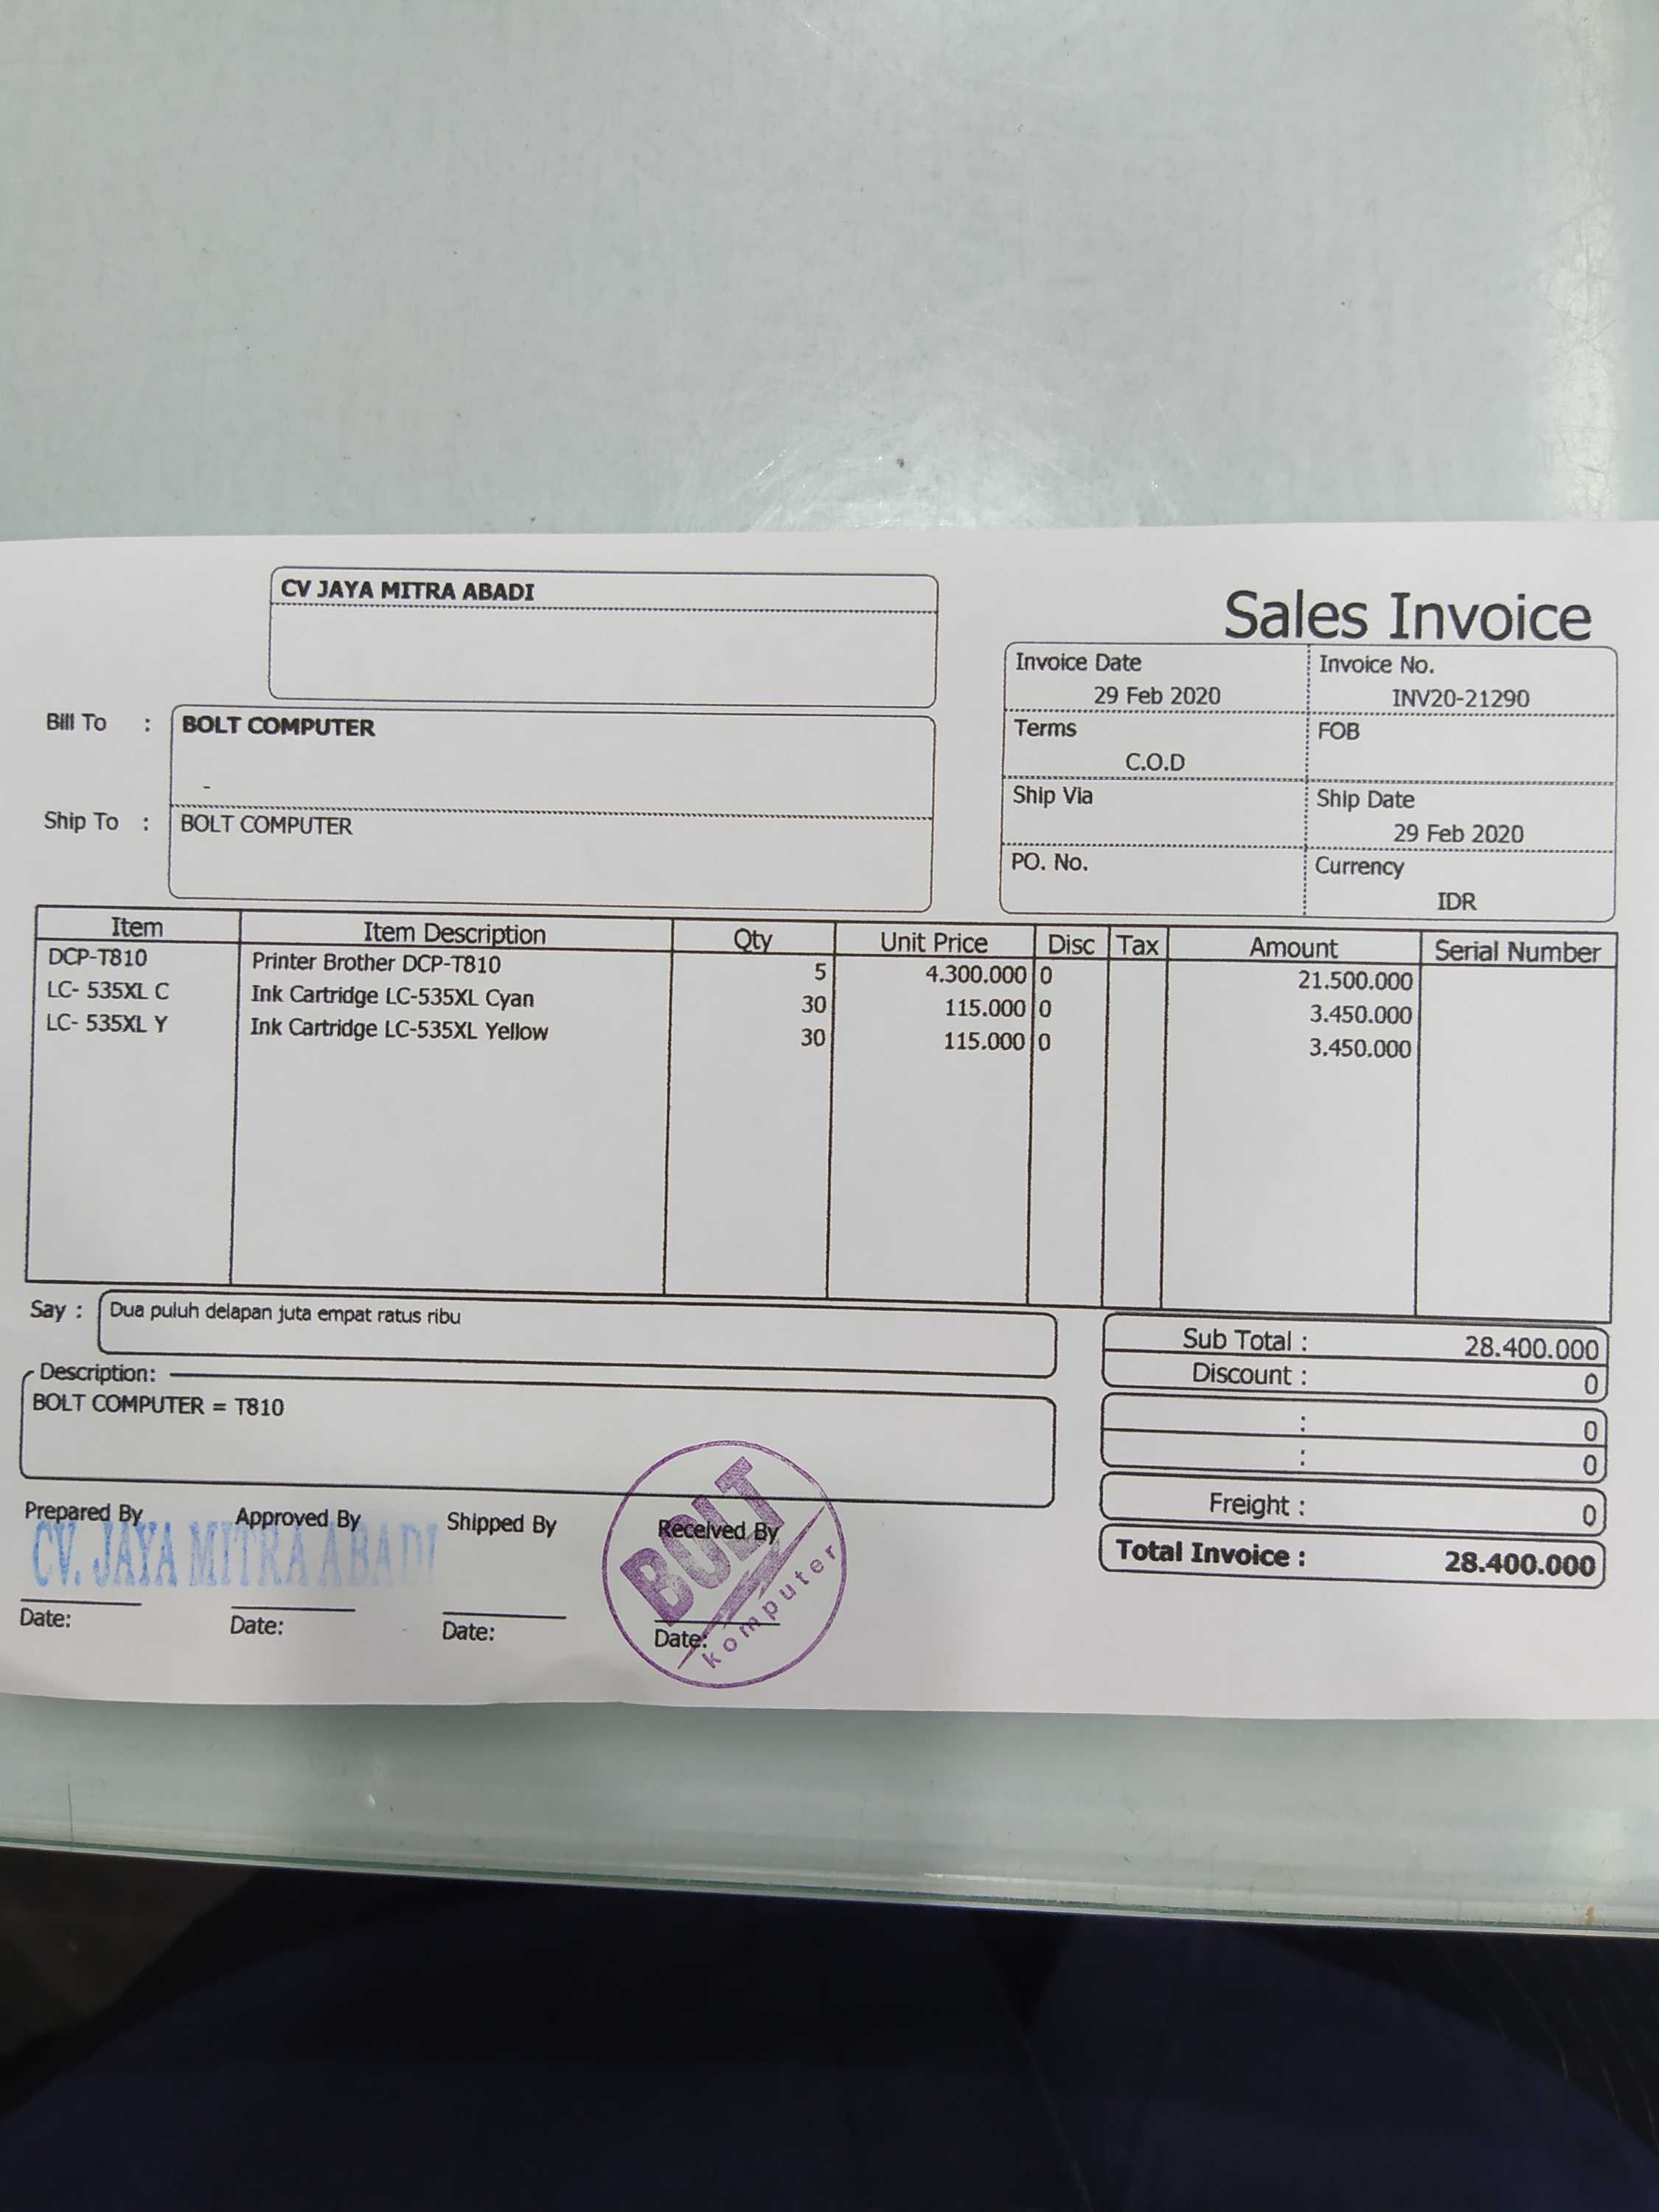 CV JAYA MITRA ABADI
Sales Invoice
Invoice Date Invoice No.
29 Feb 2020 INV20-21290
Bill To : BOLT COMPUTER
-
Terms FOB
C.O.D
Ship To : BOLT COMPUTER
Ship Via Ship Date
29 Feb 2020
PO. No. Currency
IDR
Item Item Description Qty Unit Price Disc Tax Amount Serial Number
DCP-T810 Printer Brother DCP-T810 5 4.300.000 0 21.500.000
LC- 535XL C Ink Cartridge LC-535XL Cyan 30 115.000 0 3.450.000
LC- 535XL Y Ink Cartridge LC-535XL Yellow 30 115.000 0 3.450.000
Say : Dua puluh delapan juta empat ratus ribu
Sub Total : 28.400.000
Discount : 0
: 0
: 0
Freight : 0
Total Invoice : 28.400.000
Description:
BOLT COMPUTER = T810
Prepared By Approved By Shipped By Received By
CV. JAYA MITRA ABADI
BOLT
komputer
Date: Date: Date: Date: